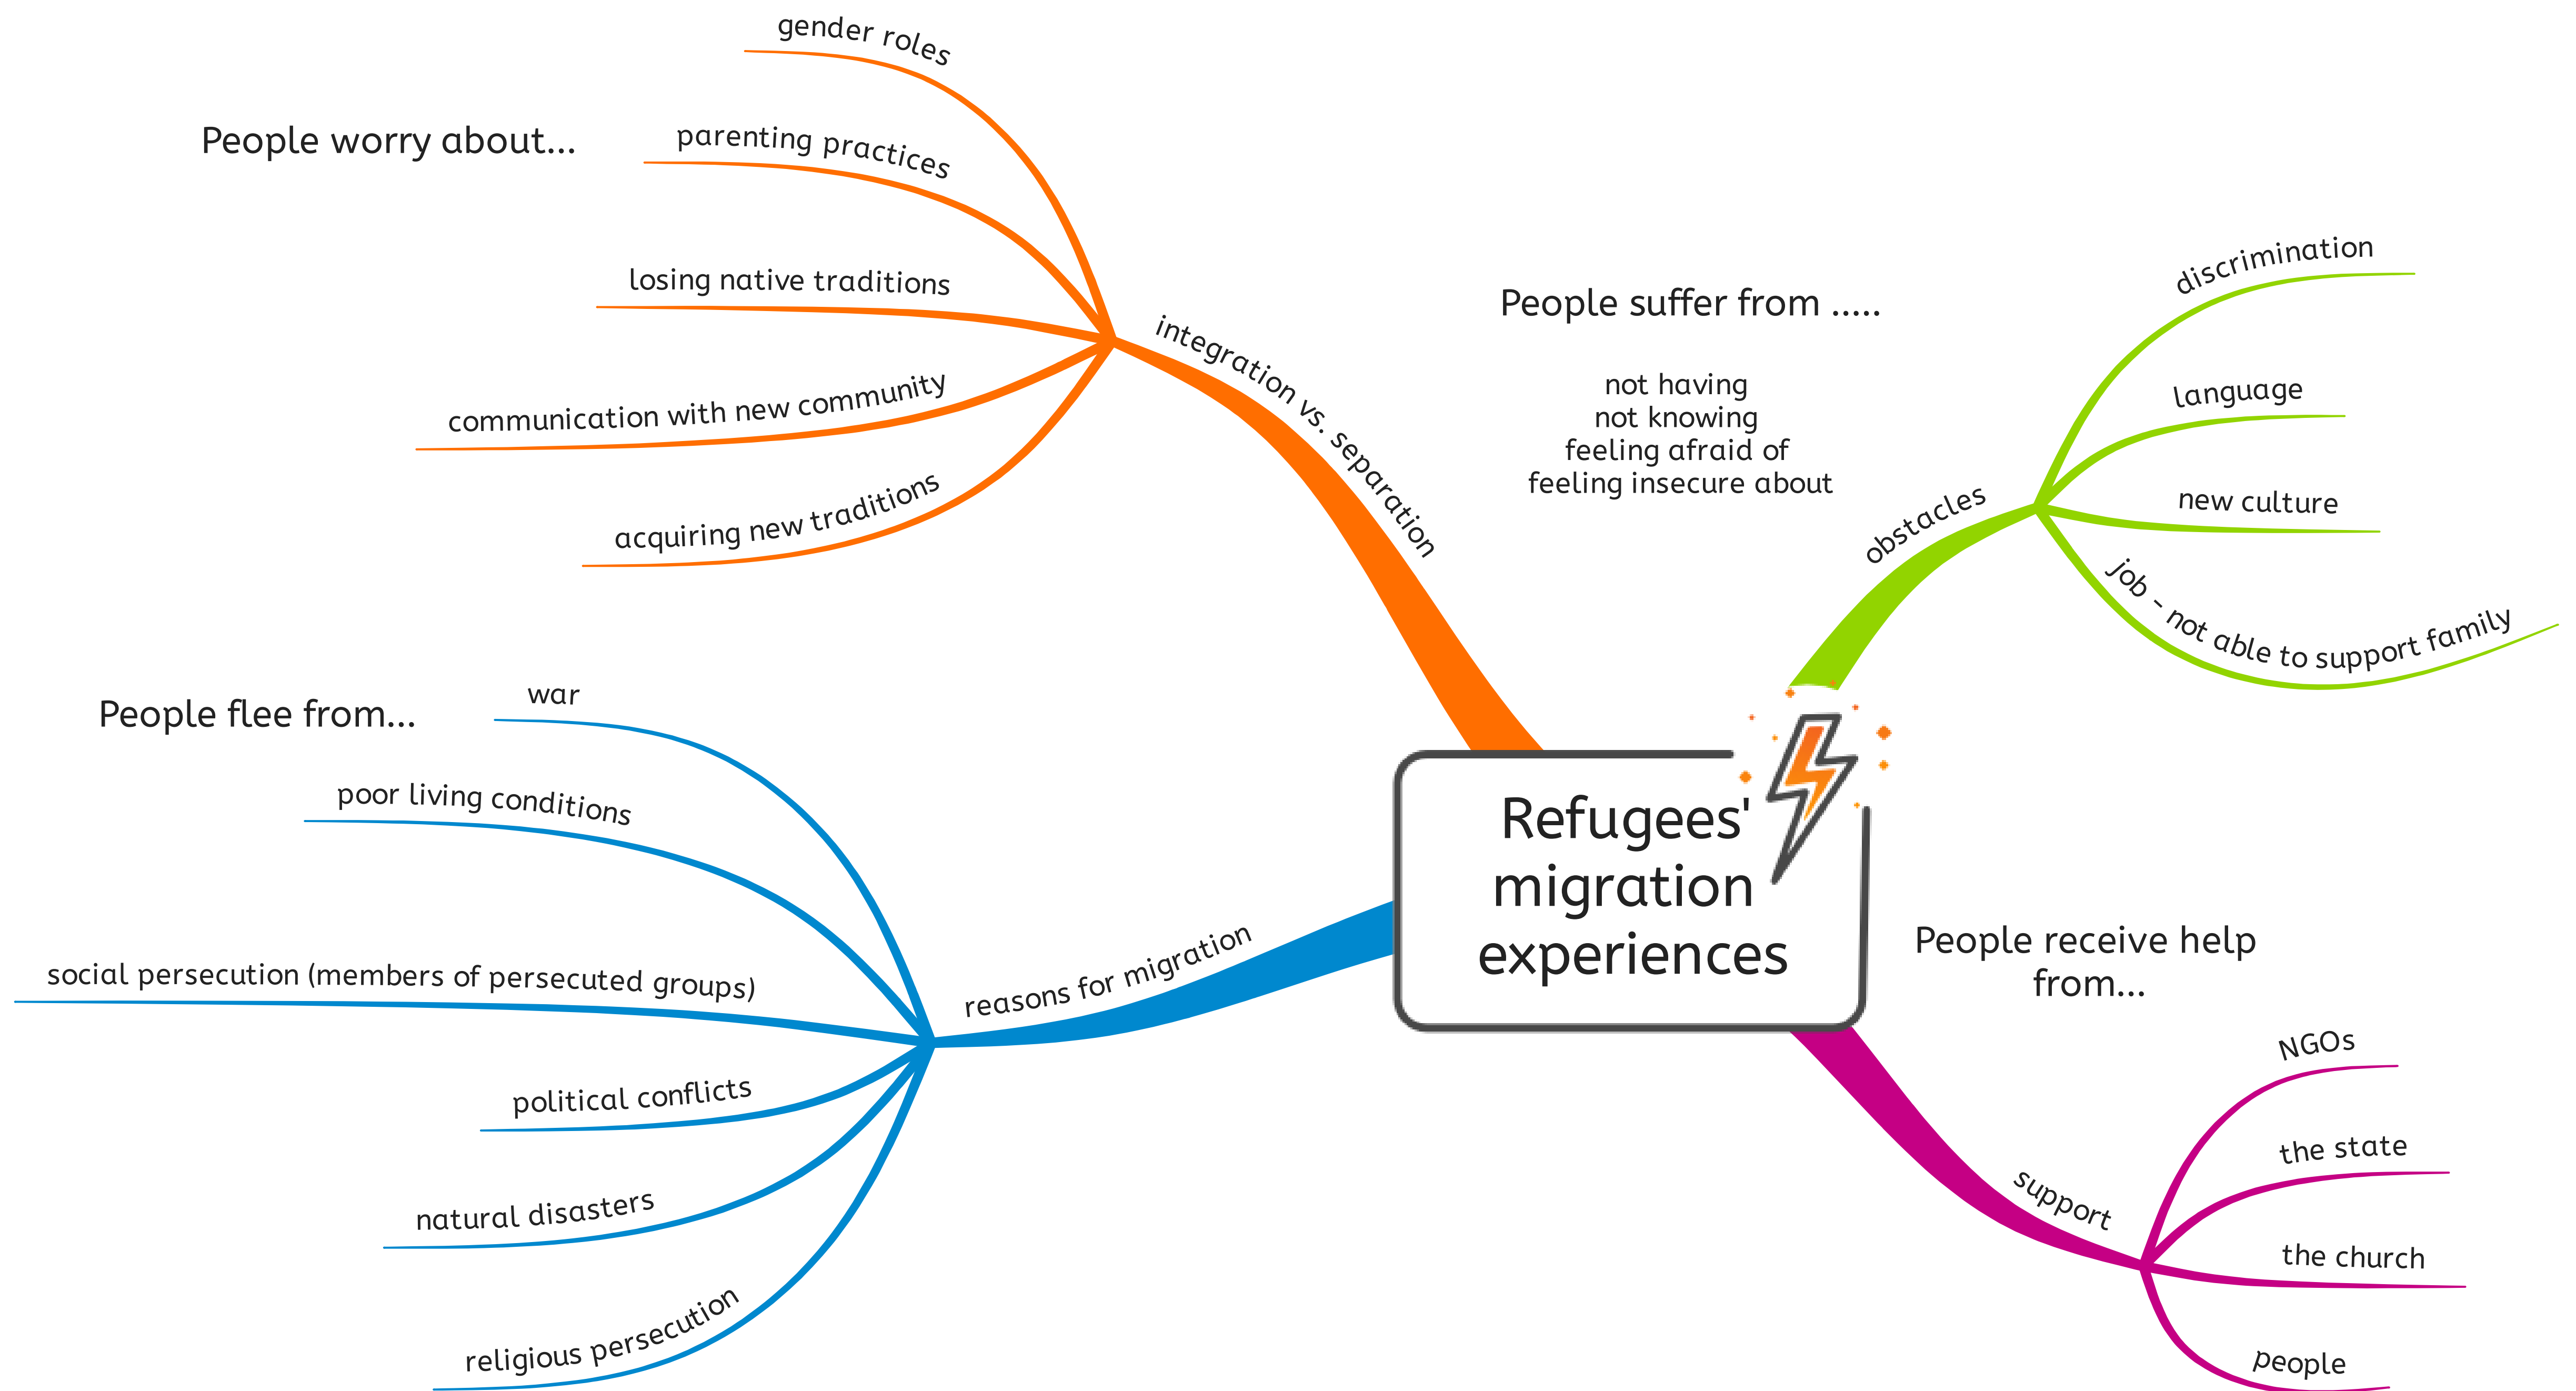 gender roles
People worry about...
parenting practices
losing native traditions
communication with new community
acquiring new traditions
integration vs. separation
People suffer from .....
not having
not knowing
feeling afraid of
feeling insecure about
obstacles
discrimination
language
new culture
job - not able to support family
People flee from...
war
poor living conditions
social persecution (members of persecuted groups)
political conflicts
natural disasters
religious persecution
reasons for migration
Refugees'
migration
experiences
People receive help
from...
support
NGOs
the state
the church
people